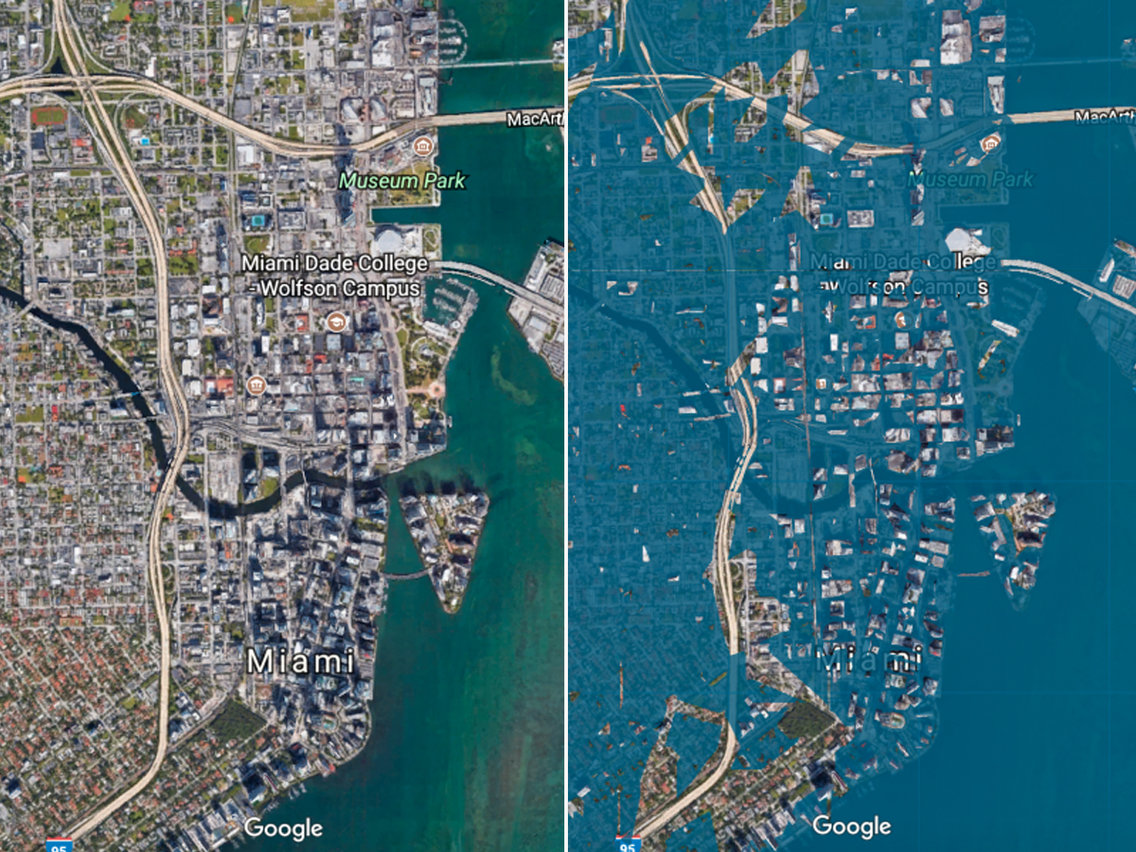 MacArt
Museum Park
Miami Dade College
- Wolfson Campus
Miami
Google
95
MacArt
Museum Park
Miami Dade College
- Wolfson Campus
Miami
Google
95